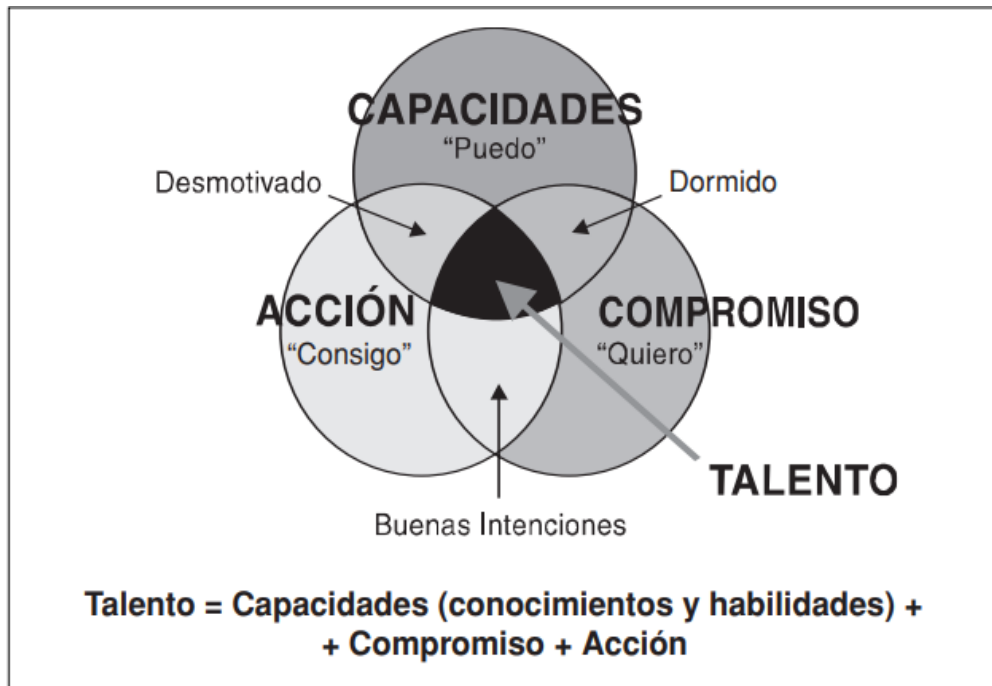 CAPACIDADES
“Puedo”
Desmotivado
Dormido
ACCIÓN
“Consigo”
COMPROMISO
“Quiero”
TALENTO
Buenas Intenciones
Talento = Capacidades (conocimientos y habilidades) +
+ Compromiso + Acción